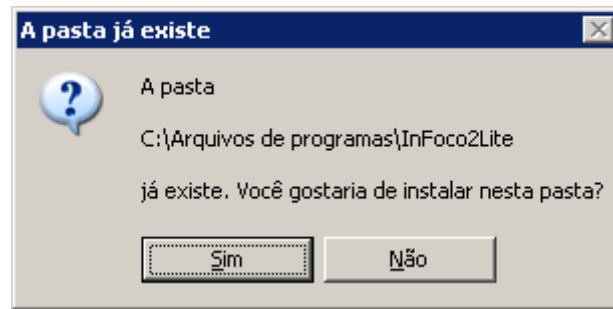 A pasta já existe
A pasta
C:\Arquivos de programas\InFoco2Lite
já existe. Você gostaria de instalar nesta pasta?
Sim
Não